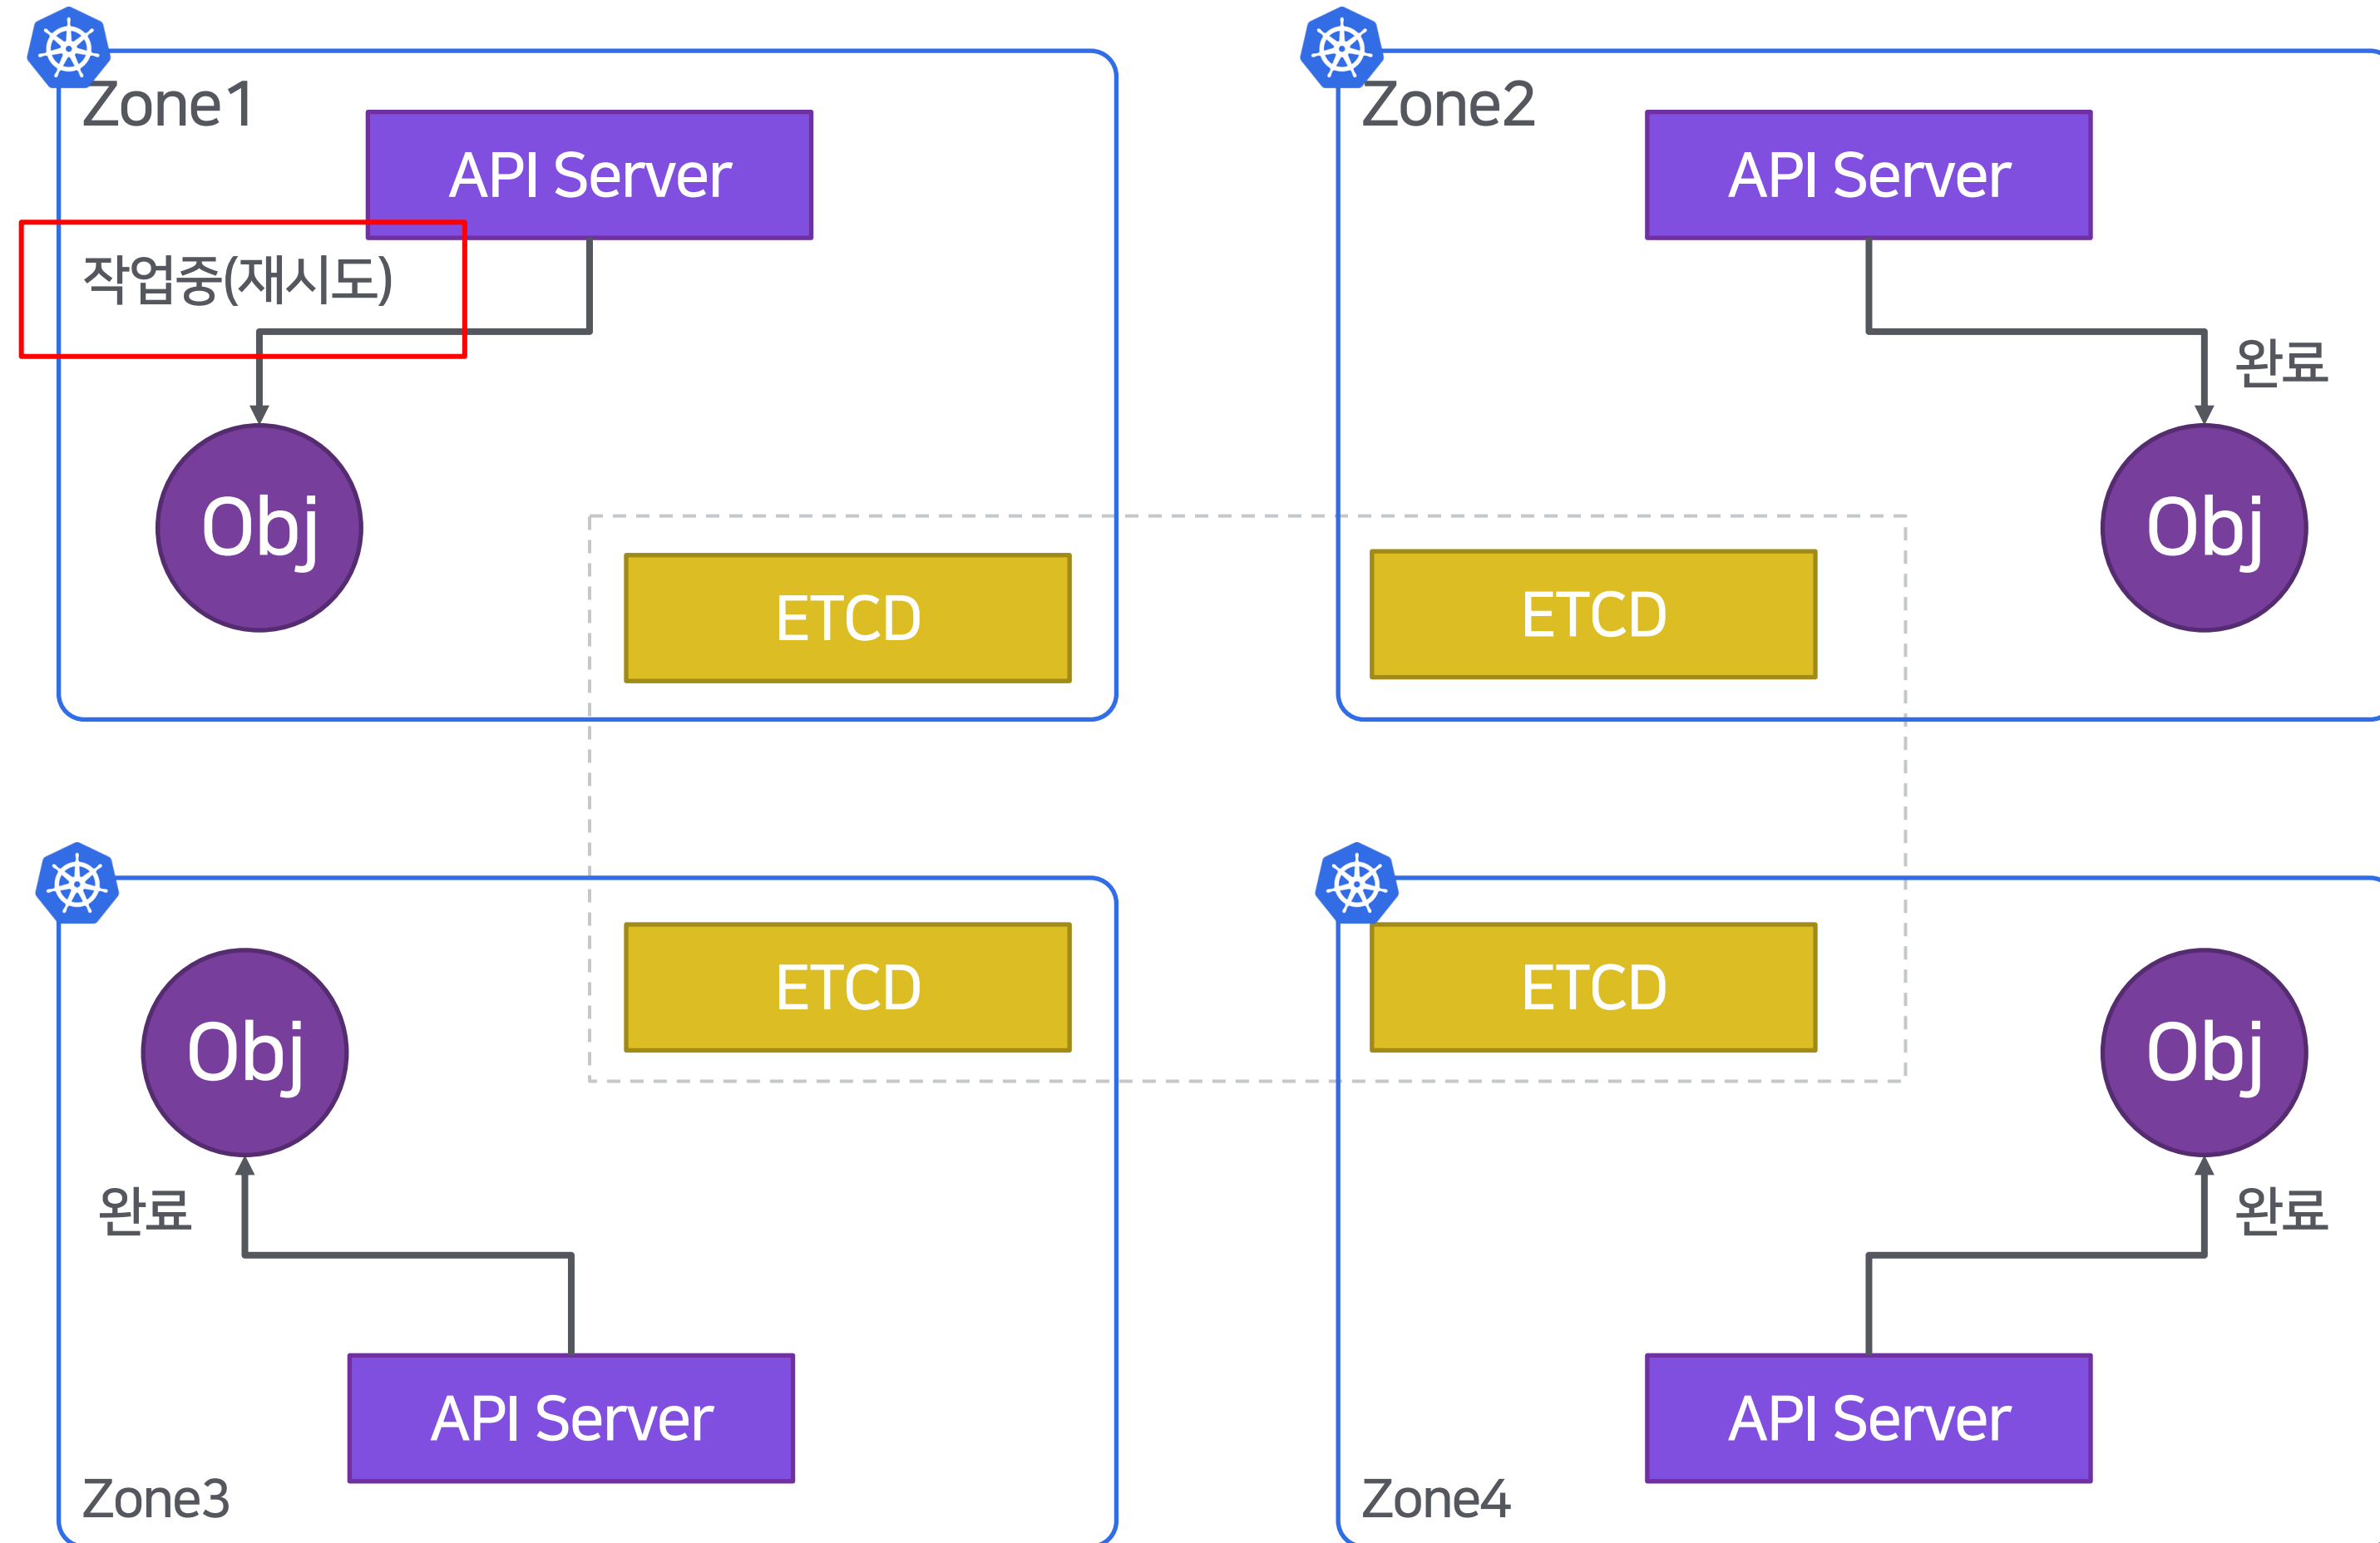 Zone1
API Server
작업중(재시도)
Obj
ETCD
Zone2
API Server
완료
ETCD
Obj
ETCD
Obj
완료
API Server
Zone3
ETCD
Obj
완료
API Server
Zone4